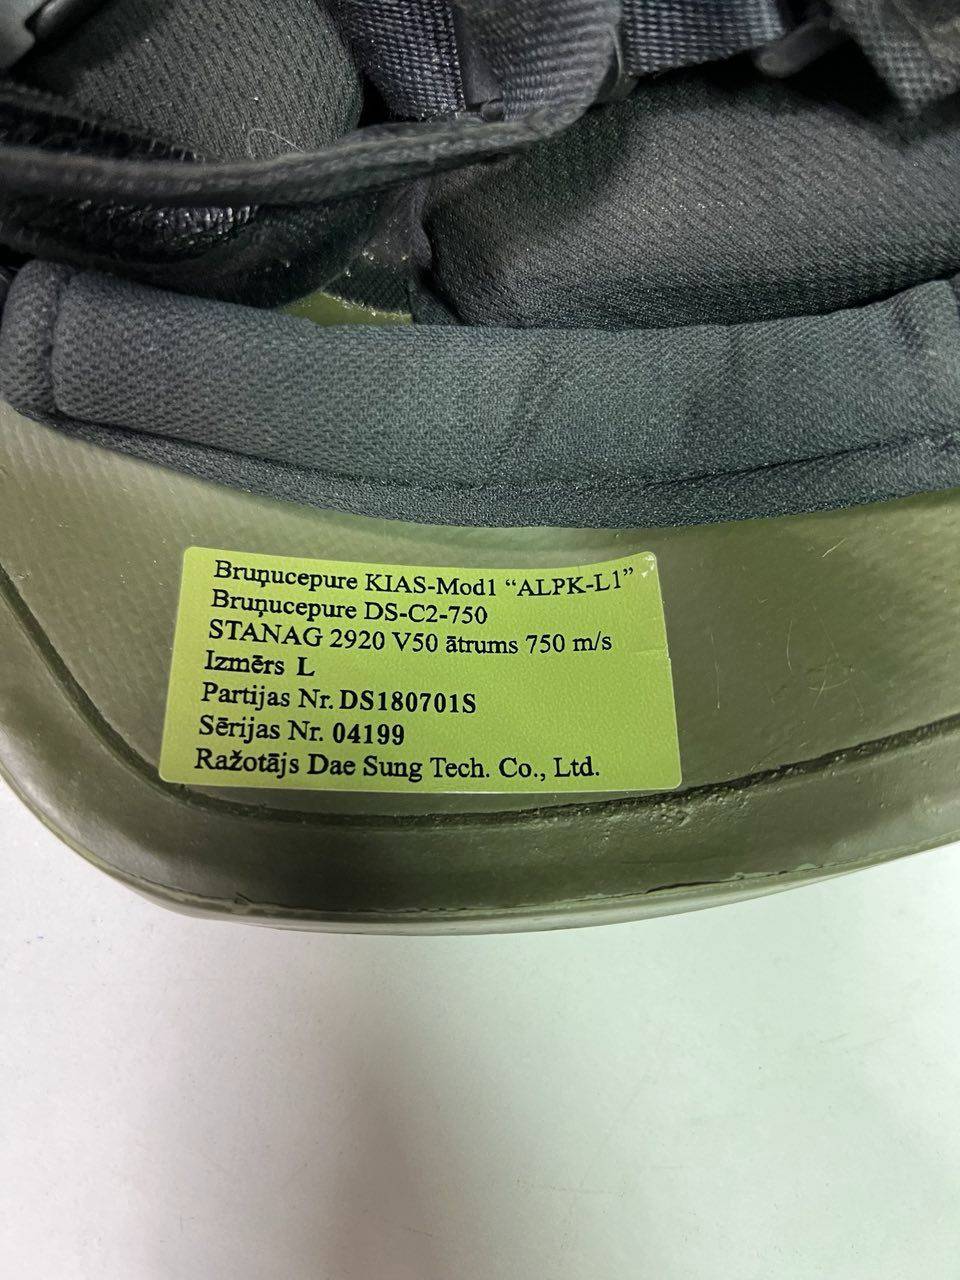 Bruņucepure KIAS-Mod1 “ALPK-L1”
Bruņucepure DS-C2-750
STANAG 2920 V50 ātrums 750 m/s
Izmērs L
Partijas Nr. DS180701S
Sērijas Nr. 04199
Ražotājs Dae Sung Tech. Co., Ltd.